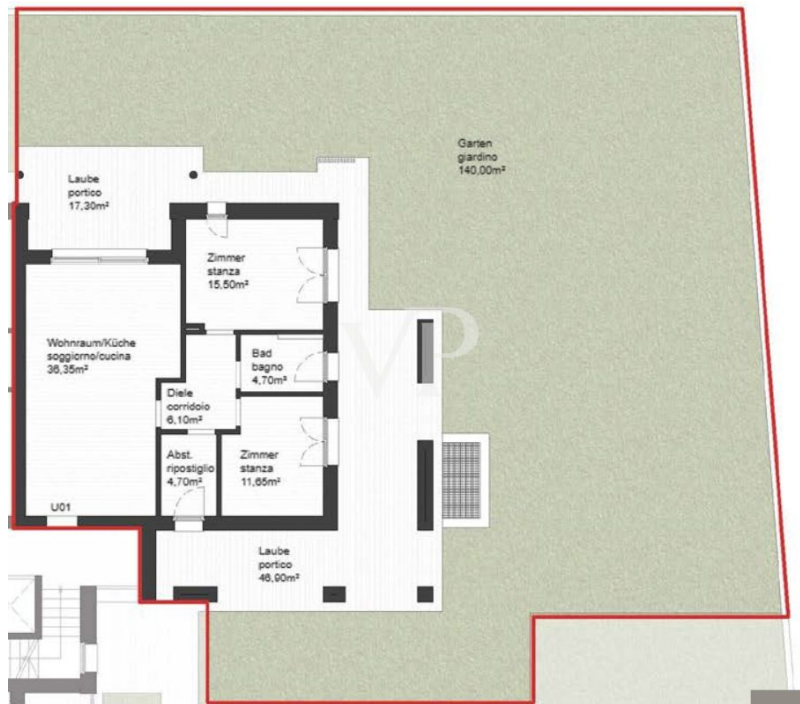 Garten
giardino
140,00m²
Laube
portico
17,30m²
Zimmer
stanza
15,50m²
VP
Wohnraum/Küche
soggiorno/cucina
36,35m²
Bad
bagno
4,70m²
Diele
corridoio
6,10m²
Abst.
ripostiglio
4,70m²
Zimmer
stanza
11,65m²
U01
Laube
portico
46,90m²